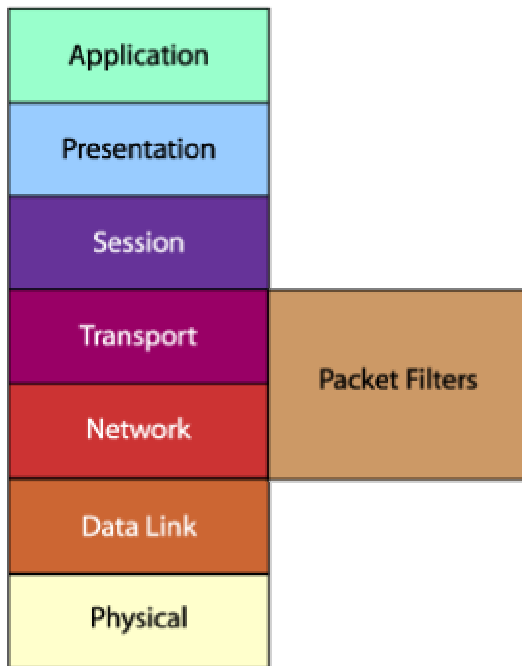 Application
Presentation
Session
Transport
Packet Filters
Network
Data Link
Physical